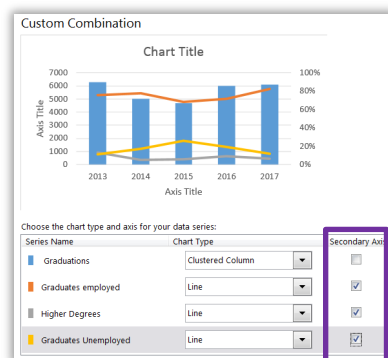 Custom Combination
Chart Title
7000 100%
6000 80%
5000
4000 60%
3000 40%
2000
1000 20%
0 0%
Axis Title
2013 2014 2015 2016 2017
Axis Title
Choose the chart type and axis for your data series:
Series Name Chart Type Secondary Axis
Graduations Clustered Column
Graduates employed Line
Higher Degrees Line
Graduates Unemployed Line